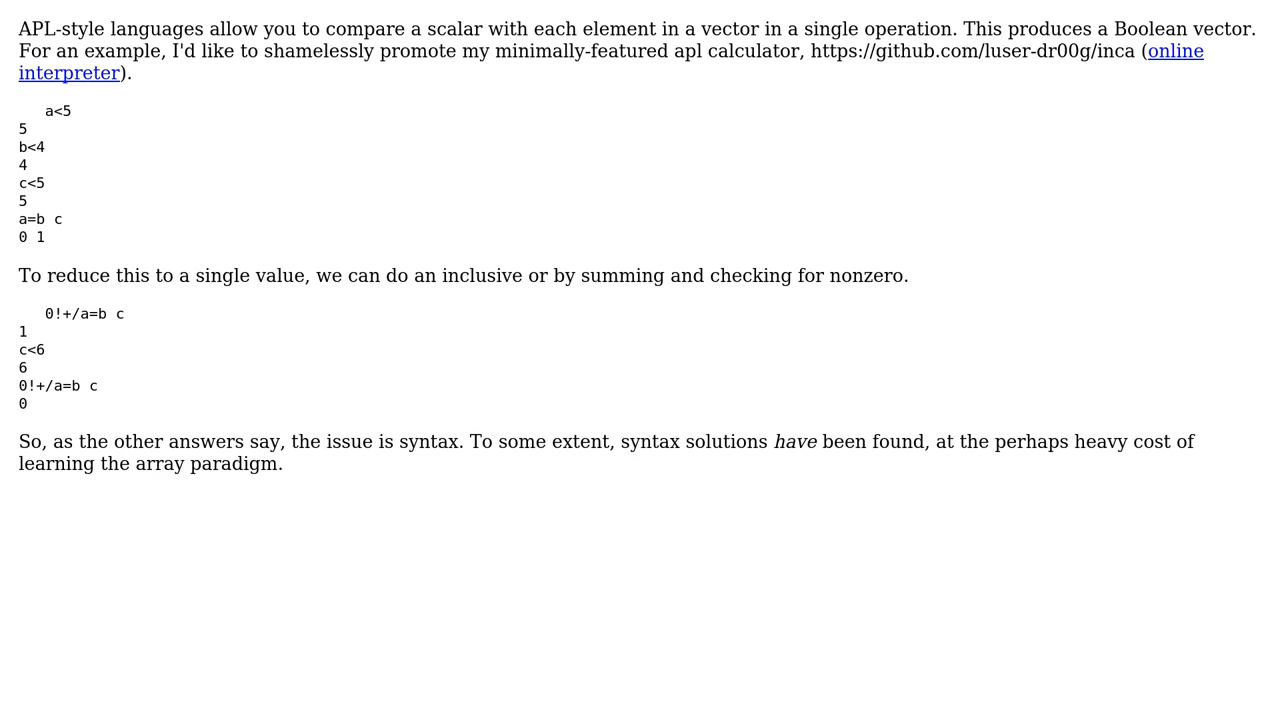 APL-style languages allow you to compare a scalar with each element in a vector in a single operation. This produces a Boolean vector.
For an example, I'd like to shamelessly promote my minimally-featured apl calculator, https://github.com/luser-dr00g/inca (online
interpreter).
a<5
5
b<4
4
c<5
5
a=b c
0 1
To reduce this to a single value, we can do an inclusive or by summing and checking for nonzero.
0!+/a=b c
1
c<6
6
0!+/a=b c
0
So, as the other answers say, the issue is syntax. To some extent, syntax solutions have been found, at the perhaps heavy cost of
learning the array paradigm.